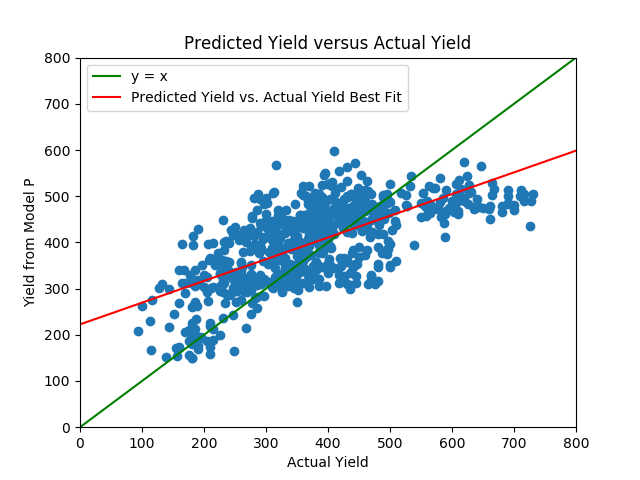 Predicted Yield versus Actual Yield
y = x
Predicted Yield vs. Actual Yield Best Fit
Yield from Model P
800
700
600
500
400
300
200
100
0
0 100 200 300 400 500 600 700 800
Actual Yield